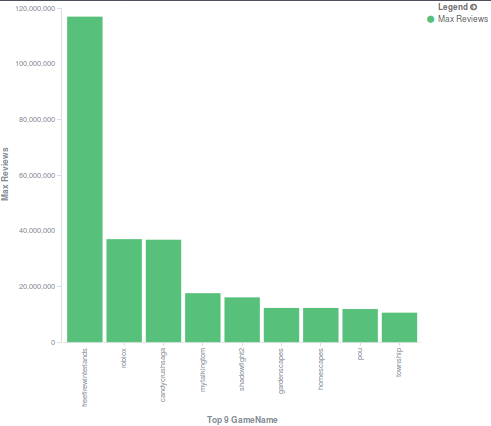 Legend
Max Reviews
120,000,000
100,000,000
80,000,000
60,000,000
40,000,000
20,000,000
0
Max Reviews
freefirewinterlands
roblox
candycrushsaga
mytalkingtom
shadowfight2
gardenscapes
homescapes
pou
township
Top 9 GameName